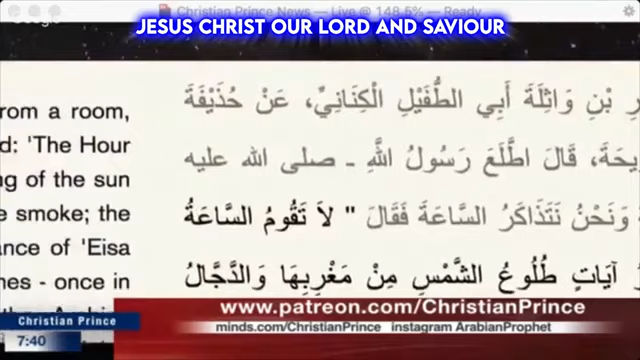 Christian Prince News — Live @ 148.5% — Ready
JESUS CHRIST OUR LORD AND SAVIOUR
rom a room,
d: 'The Hour
ng of the sun
e smoke; the
ance of 'Eisa
nes - once in
بْنِ وَاثِلَةَ أَبِي الطُّفَيْلِ الْكِنَانِيِّ، عَنْ حُذَيْفَةَ
قَالَ اطَّلَعَ رَسُولُ اللَّهِ ـ صلى الله عليه
وَنَحْنُ نَتَذَاكَرُ السَّاعَةَ فَقَالَ " لاَ تَقُومُ السَّاعَةُ
آيَاتٍ طُلُوعُ الشَّمْسِ مِنْ مَغْرِبِهَا وَالدَّجَّالُ
www.patreon.com/ChristianPrince
minds.com/ChristianPrince instagram ArabianProphet
Christian Prince
7:40